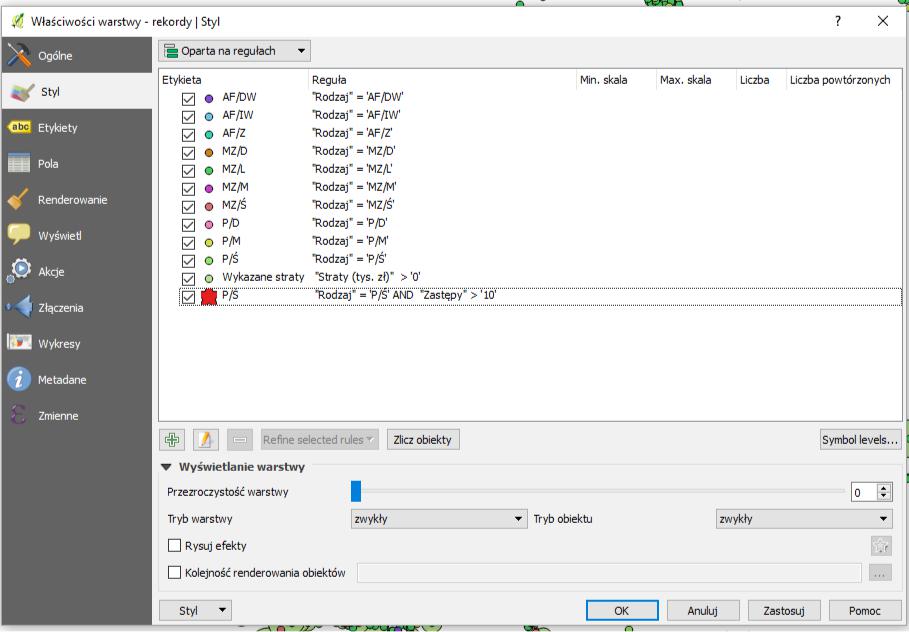 Właściwości warstwy - rekordy | Styl
?
Ogólne
Styl
abc Etykiety
Pola
Renderowanie
Wyświetl
Akcje
Złączenia
Wykresy
Metadane
Zmienne
Oparta na regułach
Etykieta Reguła Min. skala Max. skala Liczba Liczba powtórzonych
AF/DW "Rodzaj" = 'AF/DW'
AF/IW "Rodzaj" = 'AF/IW'
AF/Z "Rodzaj" = 'AF/Z'
MZ/D "Rodzaj" = 'MZ/D'
MZ/L "Rodzaj" = 'MZ/L'
MZ/M "Rodzaj" = 'MZ/M'
MZ/Ś "Rodzaj" = 'MZ/Ś'
P/D "Rodzaj" = 'P/D'
P/M "Rodzaj" = 'P/M'
P/Ś "Rodzaj" = 'P/Ś'
Wykazane straty "Straty (tys. zł)" > '0'
P/Ś "Rodzaj" = 'P/Ś' AND "Zastępy" > '10'
Refine selected rules Zlicz obiekty Symbol levels...
Wyświetlanie warstwy
Przezroczystość warstwy 0
Tryb warstwy zwykły Tryb obiektu zwykły
Rysuj efekty
Kolejność renderowania obiektów ...
Styl OK Anuluj Zastosuj Pomoc